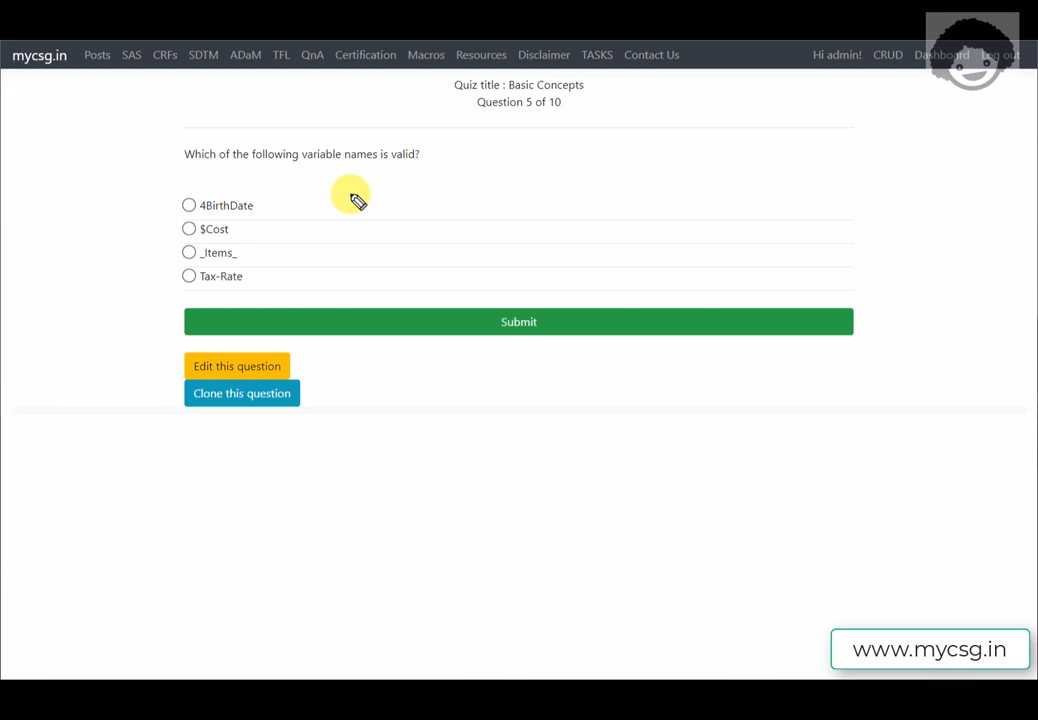 mycsg.in Posts SAS CRFs SDTM ADaM TFL QnA Certification Macros Resources Disclaimer TASKS Contact Us Hi admin! CRUD Dashboard Log out
Quiz title : Basic Concepts
Question 5 of 10
Which of the following variable names is valid?
4BirthDate
$Cost
_Items_
Tax-Rate
Submit
Edit this question
Clone this question
www.mycsg.in